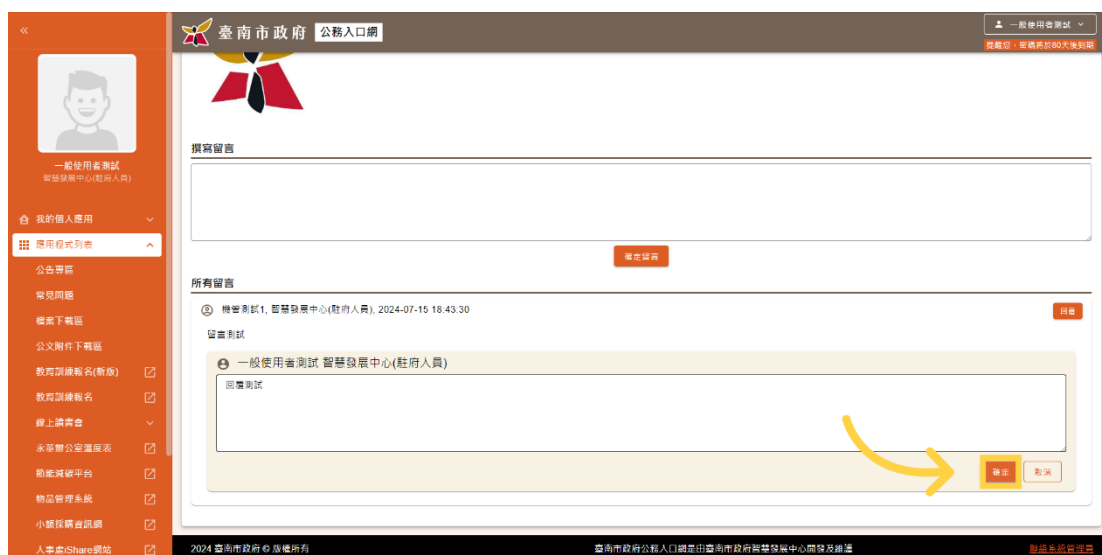 «
臺南市政府 公務入口網
一般使用者測試
提醒您,密碼將於80天後到期
一般使用者測試
智慧發展中心(駐府人員)
我的個人應用
應用程式列表
公告專區
常見問題
檔案下載區
公文附件下載區
教育訓練報名(新版)
教育訓練報名
線上讀書會
永華辦公室溫度表
節能減碳平台
物品管理系統
小額採購資訊網
人事處iShare網站
撰寫留言
確定留言
所有留言
機管測試1, 智慧發展中心(駐府人員), 2024-07-15 18:43:30
回覆
留言測試
一般使用者測試 智慧發展中心(駐府人員)
回覆測試
確定
取消
2024 臺南市政府 © 版權所有
臺南市政府公務入口網是由臺南市政府智慧發展中心開發及維護
聯絡系統管理員